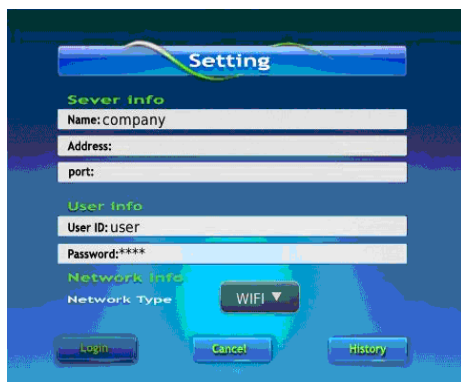 Setting
Sever info
Name: company
Address:
port:
User info
User ID: user
Password:****
Network info
Network Type WIFI ▼
Login Cancel History